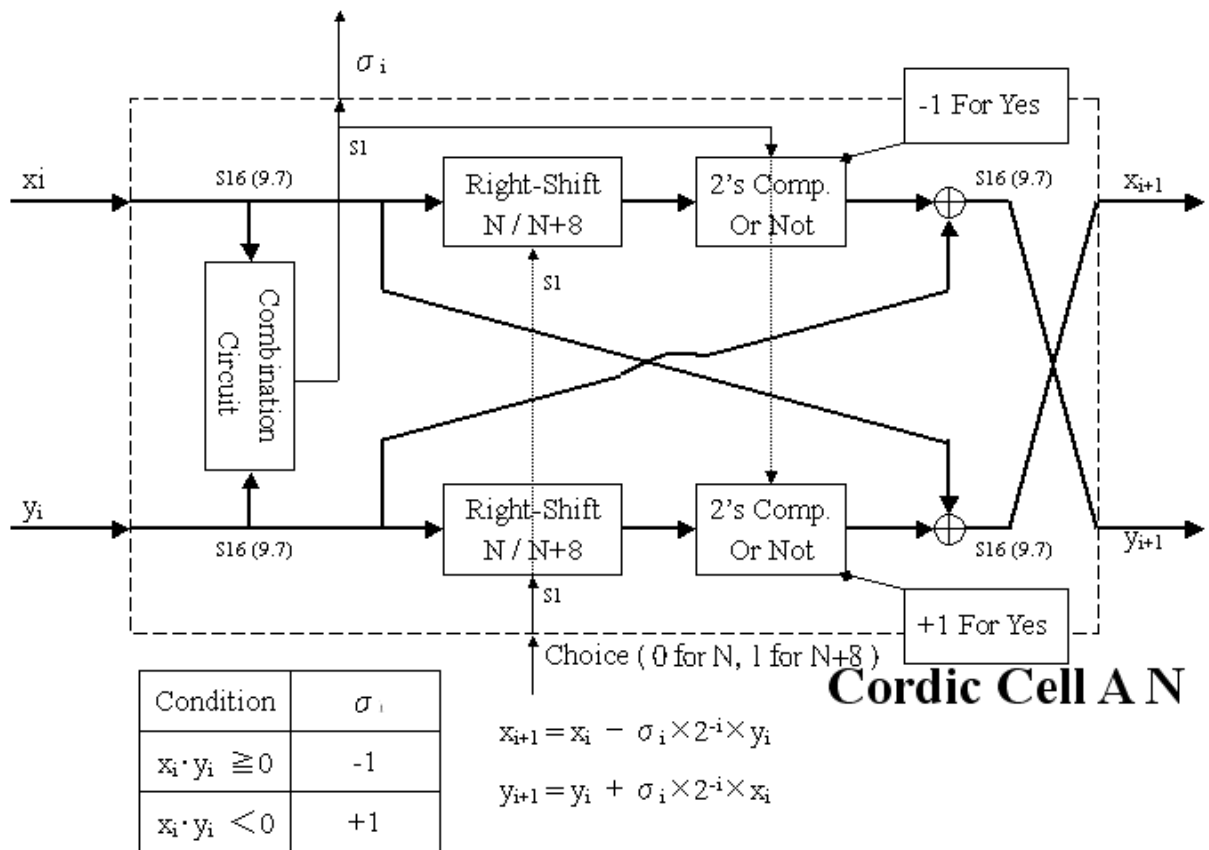 σ i
-1 For Yes
S1
xi
S16 (9.7)
Right-Shift
N / N+8
2's Comp.
Or Not
S16 (9.7)
xi+1
S1
Combination
Circuit
yi
S16 (9.7)
Right-Shift
N / N+8
2's Comp.
Or Not
S16 (9.7)
yi+1
S1
+1 For Yes
Choice ( 0 for N, 1 for N+8 )
Cordic Cell A N
Condition σ i
xi· yi ≧0 -1
xi· yi <0 +1
xi+1 = xi − σi×2-i×yi
yi+1 = yi + σi×2-i×xi